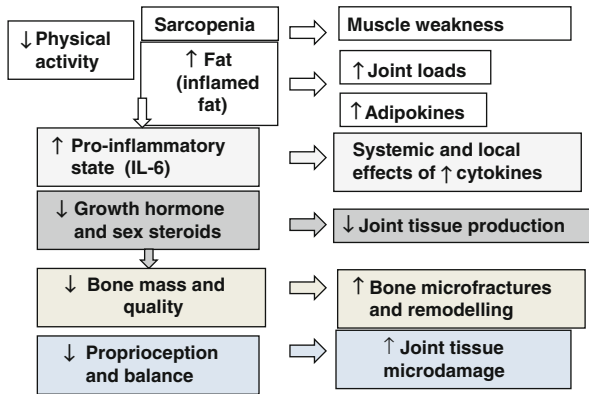 ↓ Physical
activity
Sarcopenia
↑ Fat
(inflamed
fat)
Muscle weakness
↑ Joint loads
↑ Adipokines
↑ Pro-inflammatory
state (IL-6)
Systemic and local
effects of ↑ cytokines
↓ Growth hormone
and sex steroids
↓ Joint tissue production
↓ Bone mass and
quality
↑ Bone microfractures
and remodelling
↓ Proprioception
and balance
↑ Joint tissue
microdamage